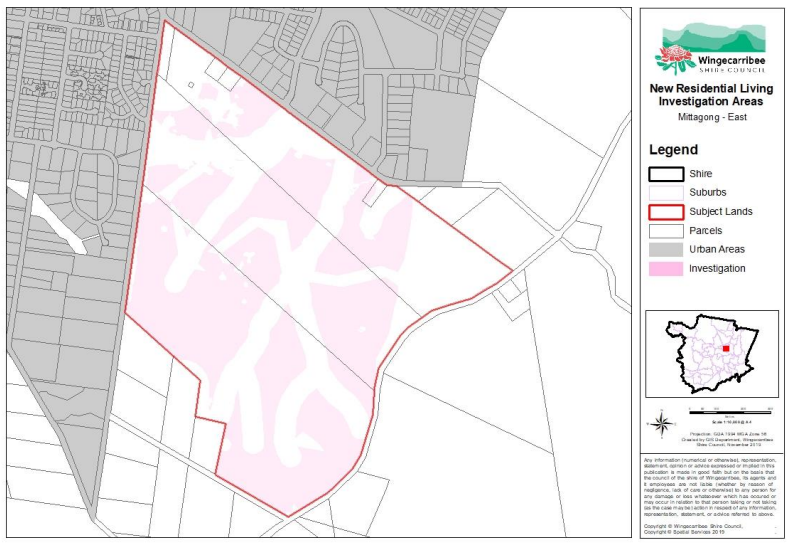 Wingecarribee
SHIRE COUNCIL
New Residential Living
Investigation Areas
Mittagong - East
Legend
Shire
Suburbs
Subject Lands
Parcels
Urban Areas
Investigation
Scale 1:10,000 @ A4
Projection: GDA 1994 MGA Zone 56
Created by GIS Department, Wingecarribee
Shire Council, November 2019
Any information (numerical or otherwise), representation,
statement, opinion or advice expressed or implied in this
publication is made in good faith but on the basis that
the council of the shire of Wingecarribee, its agents and
it employees are not liable (whether by reason of
negligence, lack of care or otherwise) to any person for
any damage or loss whatsoever which has occured or
may occur in relation to that person taking or not taking
(as the case may be) action in respect of any information,
representation, statement, or advice referred to above.
Copyright © Wingecarribee Shire Council,
Copyright © Spatial Services 2019